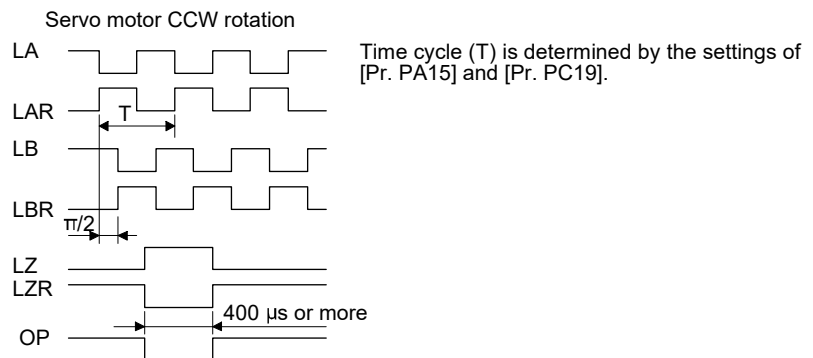 Servo motor CCW rotation
LA
Time cycle (T) is determined by the settings of
[Pr. PA15] and [Pr. PC19].
LAR
T
LB
LBR
π/2
LZ
LZR
400 μs or more
OP